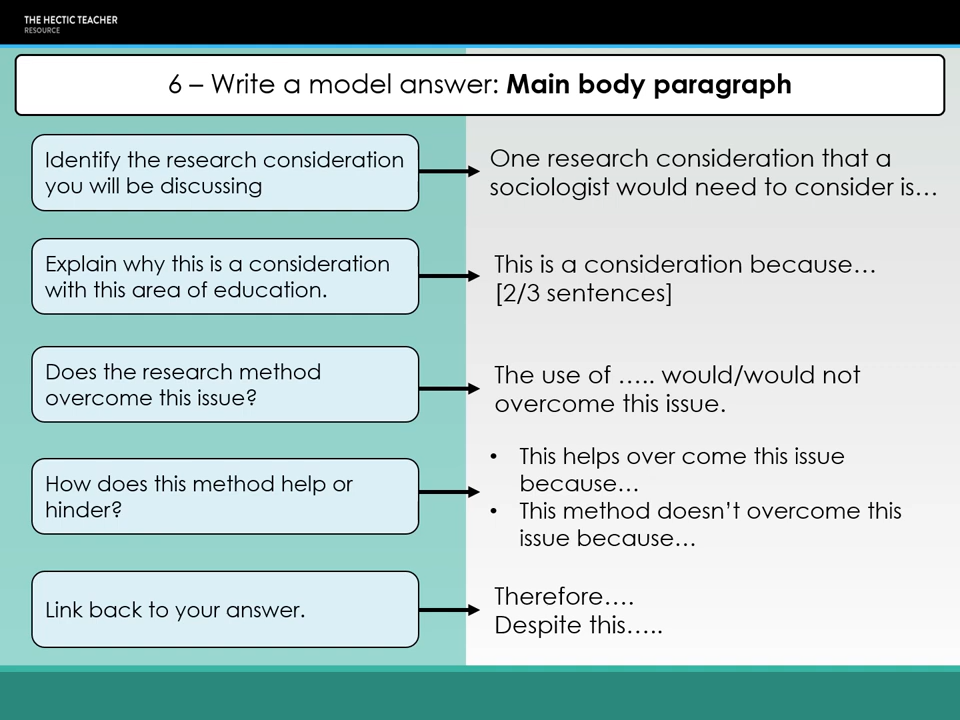 THE HECTIC TEACHER
RESOURCE
6 – Write a model answer: Main body paragraph
Identify the research consideration
you will be discussing
One research consideration that a
sociologist would need to consider is…
Explain why this is a consideration
with this area of education.
This is a consideration because…
[2/3 sentences]
Does the research method
overcome this issue?
The use of ….. would/would not
overcome this issue.
How does this method help or
hinder?
• This helps over come this issue
because…
• This method doesn’t overcome this
issue because…
Link back to your answer.
Therefore….
Despite this…..